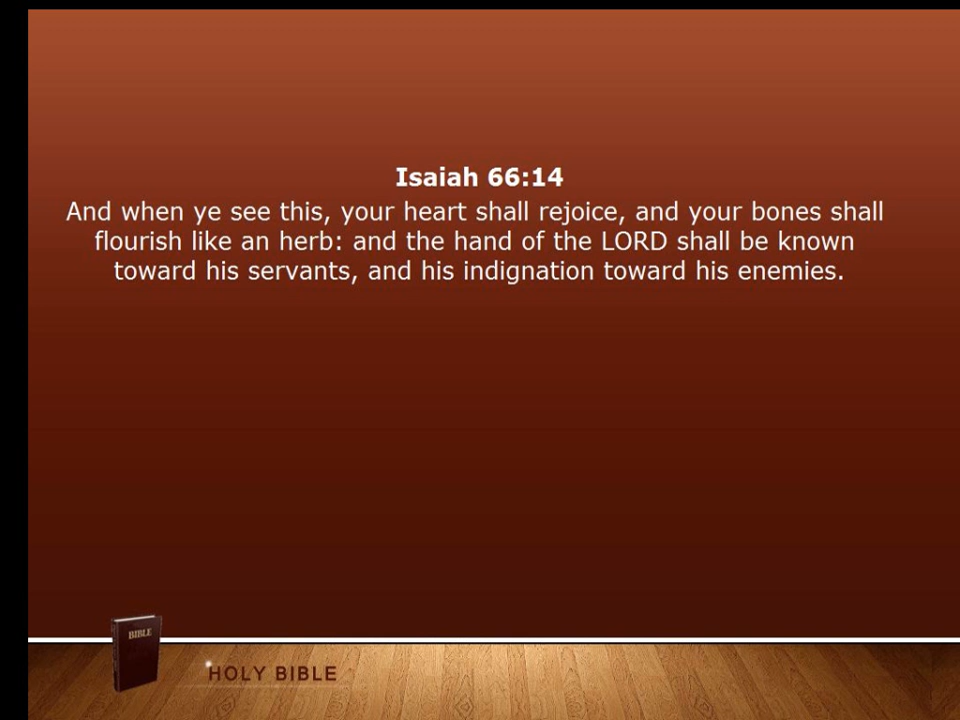 Isaiah 66:14
And when ye see this, your heart shall rejoice, and your bones shall
flourish like an herb: and the hand of the LORD shall be known
toward his servants, and his indignation toward his enemies.
BIBLE
HOLY BIBLE